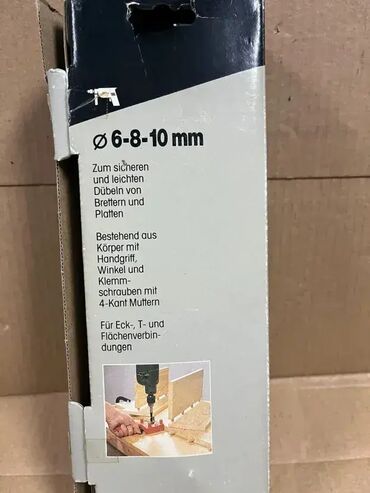 Ø 6-8-10 mm
Zum sicheren
und leichten
Dübeln von
Brettern und
Platten
Bestehend aus
Körper mit
Handgriff,
Winkel und
Klemm-
schrauben mit
4-Kant Muttern
Für Eck-, T- und
Flächenverbin-
dungen